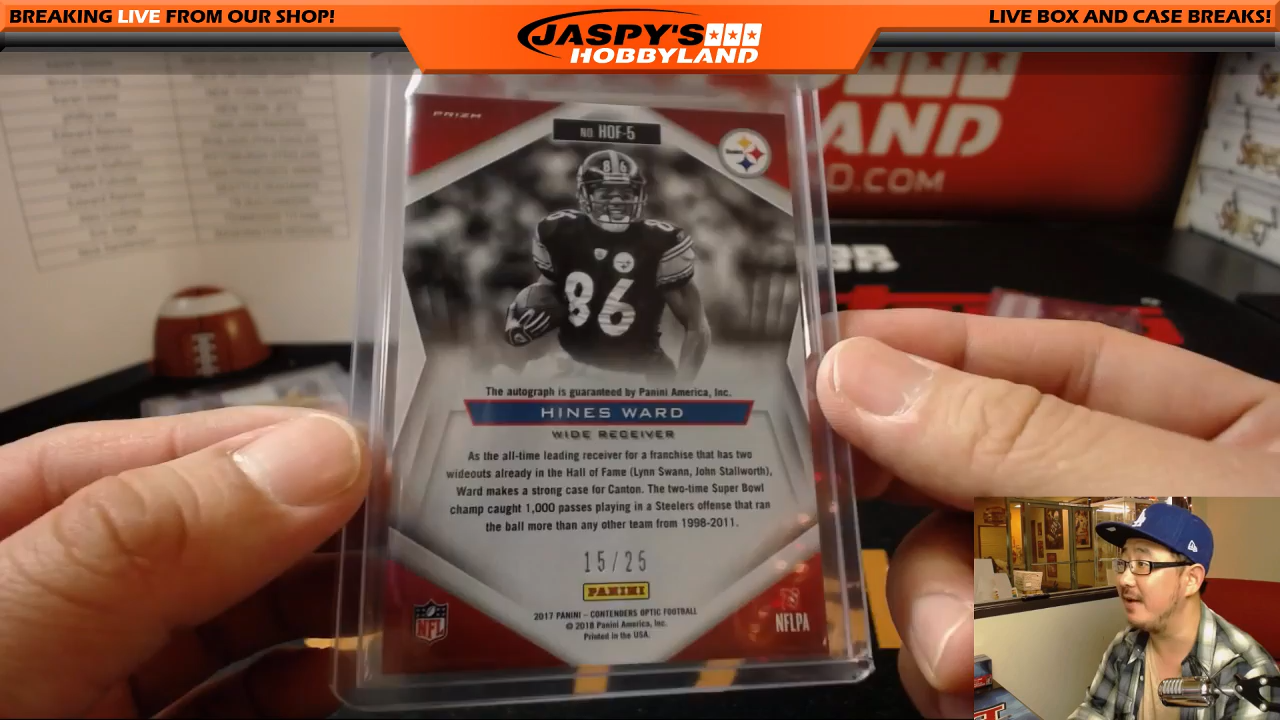 BREAKING LIVE FROM OUR SHOP!
JASPY'S
HOBBYLAND
LIVE BOX AND CASE BREAKS!
LAND
D.COM
PRIZM
NO. HOF-5
Steelers
86
86
86
The autograph is guaranteed by Panini America, Inc.
HINES WARD
WIDE RECEIVER
As the all-time leading receiver for a franchise that has two
wideouts already in the Hall of Fame (Lynn Swann, John Stallworth),
Ward makes a strong case for Canton. The two-time Super Bowl
champ caught 1,000 passes playing in a Steelers offense that ran
the ball more than any other team from 1998-2011.
15/25
PANINI
2017 PANINI – CONTENDERS OPTIC FOOTBALL
© 2018 Panini America, Inc.
Printed in the USA.
NFL
NFLPA